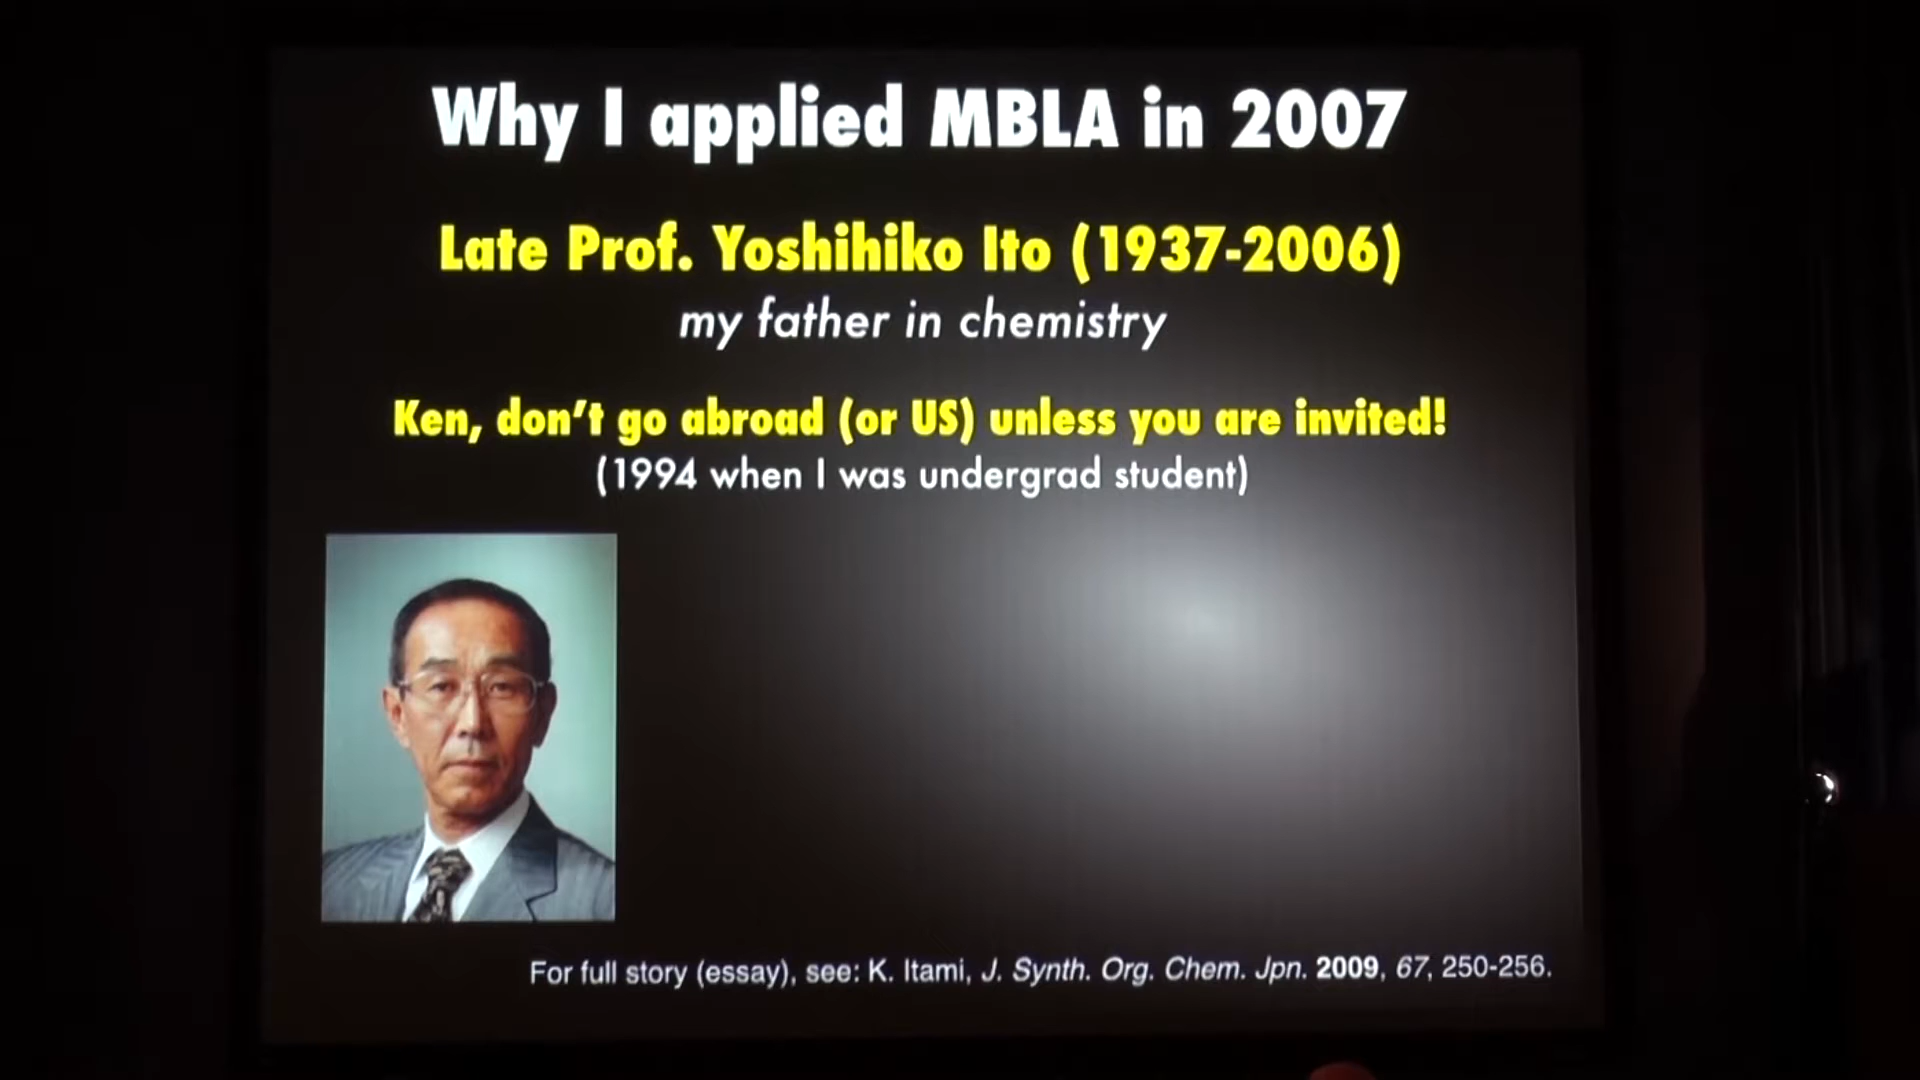 Why I applied MBLA in 2007
Late Prof. Yoshihiko Ito (1937-2006)
my father in chemistry
Ken, don't go abroad (or US) unless you are invited!
(1994 when I was undergrad student)
For full story (essay), see: K. Itami, J. Synth. Org. Chem. Jpn. 2009, 67, 250-256.